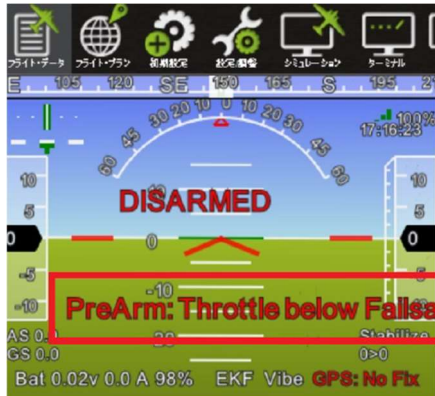 フライト・データ フライト・プラン 初期設定 設定/調整 シミュレーション ターミナル
E 105 120 SE 150 165 S 195 2
60 45 30 20 10 0 10 20 30 45 60
100%
17:16:23
10 10
DISARMED
5 5
0 0 0
-5
-10 -10
PreArm: Throttle below Failsa
AS 0.0 -20 Stabilize
GS 0.0 0>0
Bat 0.02v 0.0 A 98% EKF Vibe GPS: No Fix